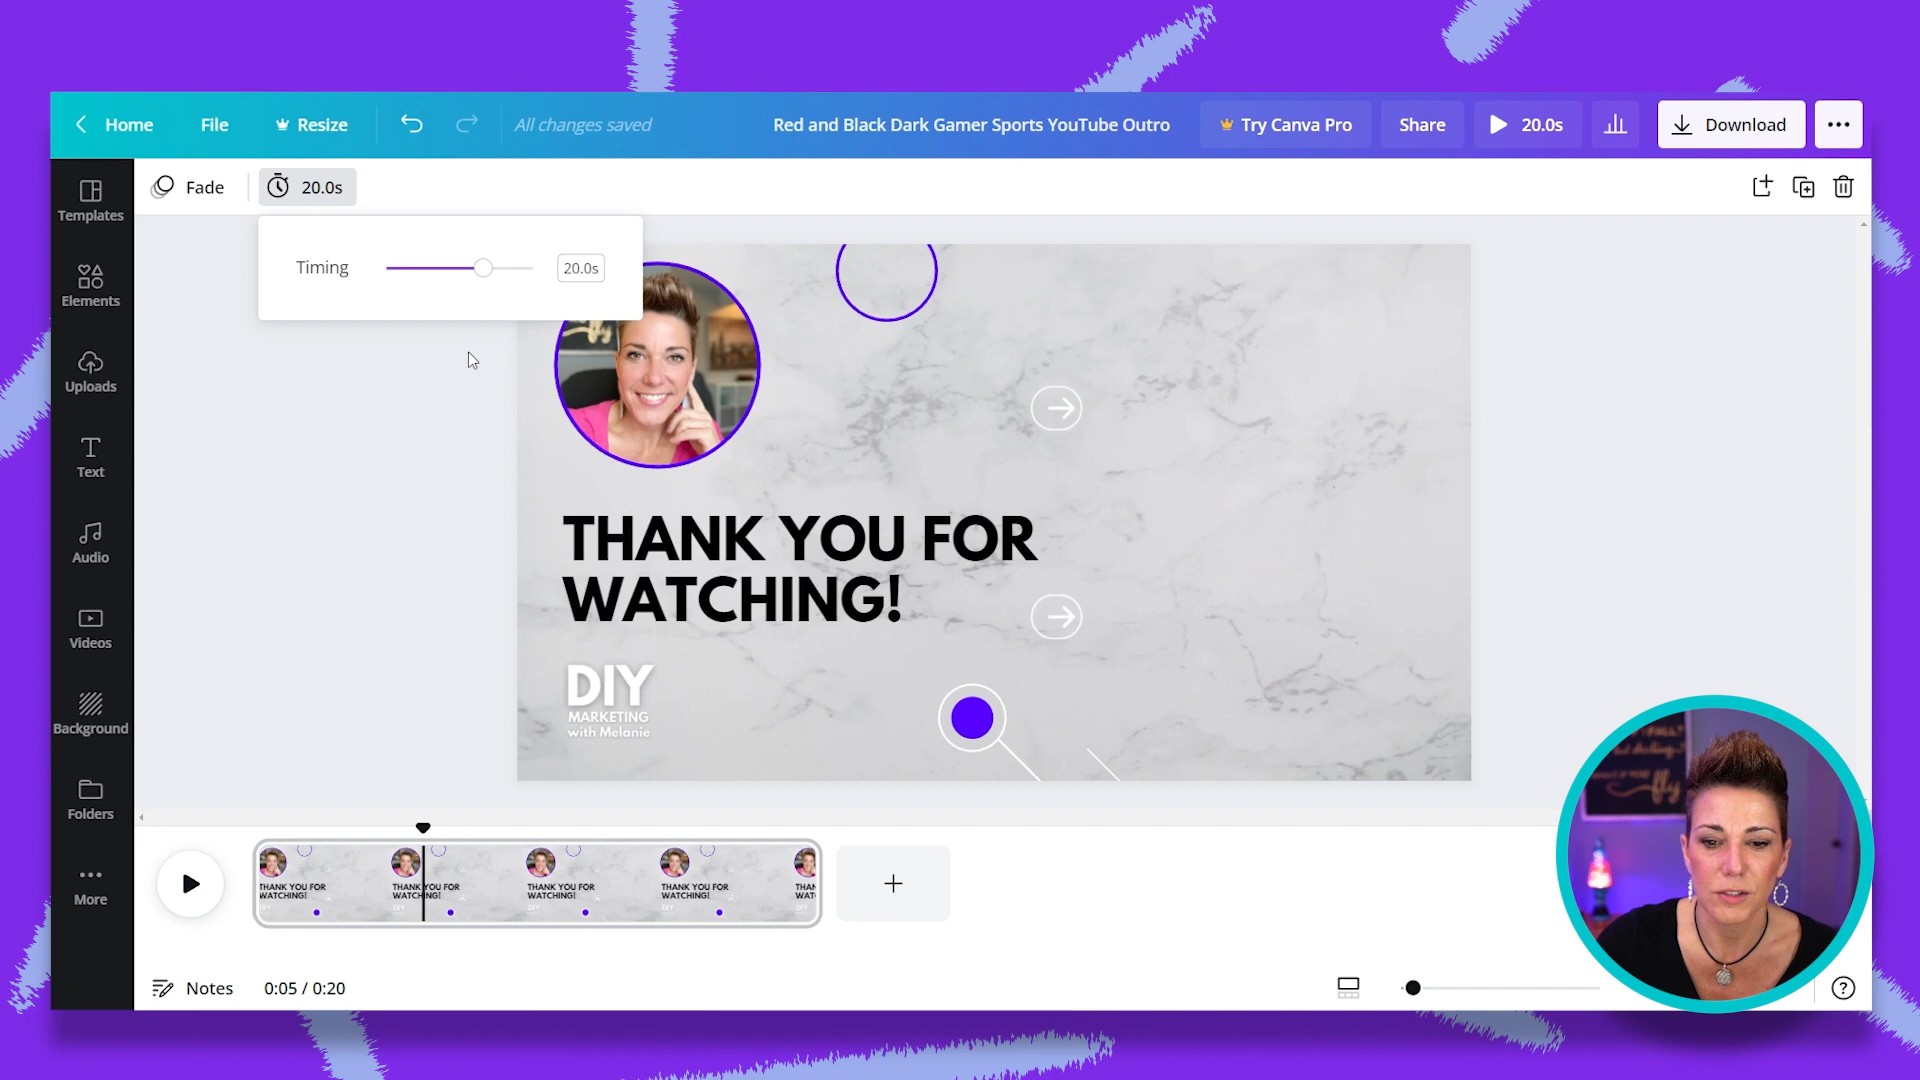 Home
File
Resize
All changes saved
Red and Black Dark Gamer Sports YouTube Outro
Try Canva Pro
Share
20.0s
Download
Fade
20.0s
Templates
Elements
Uploads
Text
Audio
Videos
Background
Folders
More
Timing
20.0s
THANK YOU FOR
WATCHING!
DIY
MARKETING
with Melanie
THANK YOU FOR
WATCHING!
THANK YOU FOR
WATCHING!
THANK YOU FOR
WATCHING!
THANK YOU FOR
WATCHING!
Notes
0:05 / 0:20
fly